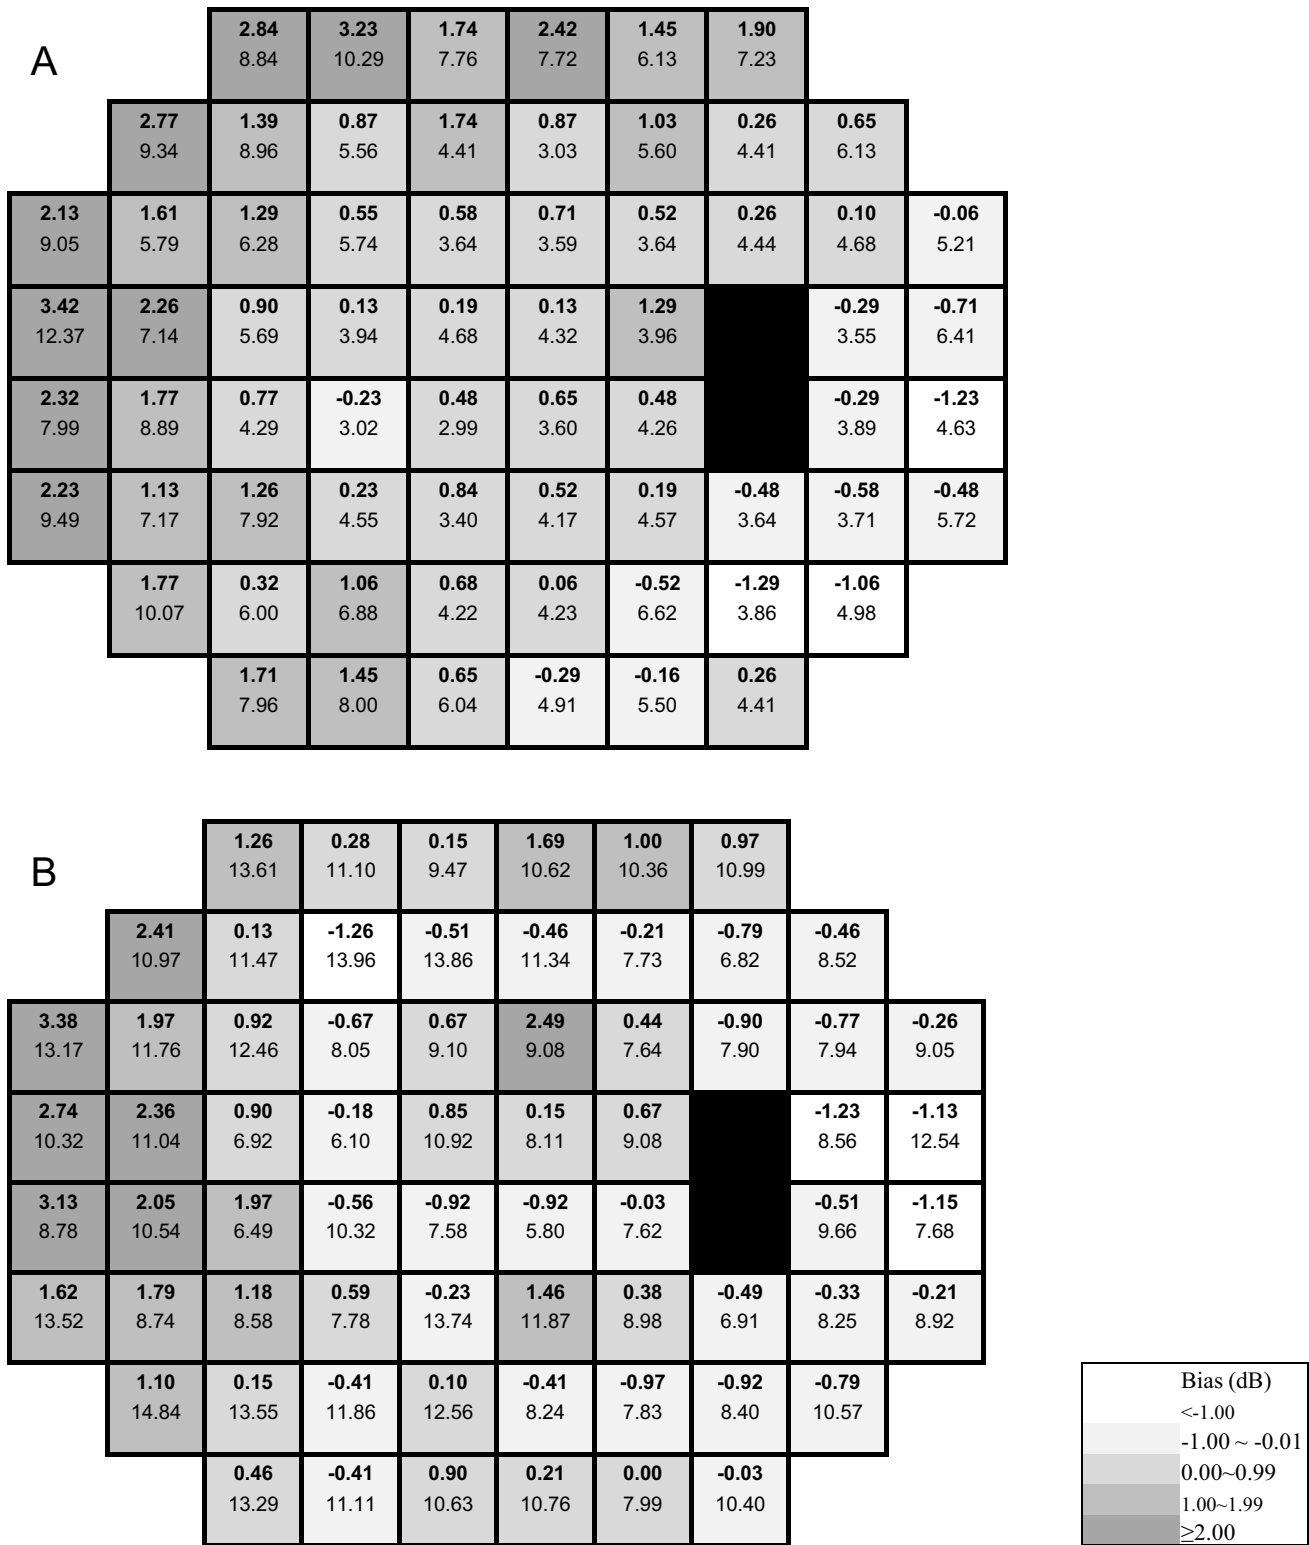 A
2.84 3.23 1.74 2.42 1.45 1.90
8.84 10.29 7.76 7.72 6.13 7.23
2.77 1.39 0.87 1.74 0.87 1.03 0.26 0.65
9.34 8.96 5.56 4.41 3.03 5.60 4.41 6.13
2.13 1.61 1.29 0.55 0.58 0.71 0.52 0.26 0.10 -0.06
9.05 5.79 6.28 5.74 3.64 3.59 3.64 4.44 4.68 5.21
3.42 2.26 0.90 0.13 0.19 0.13 1.29 -0.29 -0.71
12.37 7.14 5.69 3.94 4.68 4.32 3.96 3.55 6.41
2.32 1.77 0.77 -0.23 0.48 0.65 0.48 -0.29 -1.23
7.99 8.89 4.29 3.02 2.99 3.60 4.26 3.89 4.63
2.23 1.13 1.26 0.23 0.84 0.52 0.19 -0.48 -0.58 -0.48
9.49 7.17 7.92 4.55 3.40 4.17 4.57 3.64 3.71 5.72
1.77 0.32 1.06 0.68 0.06 -0.52 -1.29 -1.06
10.07 6.00 6.88 4.22 4.23 6.62 3.86 4.98
1.71 1.45 0.65 -0.29 -0.16 0.26
7.96 8.00 6.04 4.91 5.50 4.41
B
1.26 0.28 0.15 1.69 1.00 0.97
13.61 11.10 9.47 10.62 10.36 10.99
2.41 0.13 -1.26 -0.51 -0.46 -0.21 -0.79 -0.46
10.97 11.47 13.96 13.86 11.34 7.73 6.82 8.52
3.38 1.97 0.92 -0.67 0.67 2.49 0.44 -0.90 -0.77 -0.26
13.17 11.76 12.46 8.05 9.10 9.08 7.64 7.90 7.94 9.05
2.74 2.36 0.90 -0.18 0.85 0.15 0.67 -1.23 -1.13
10.32 11.04 6.92 6.10 10.92 8.11 9.08 8.56 12.54
3.13 2.05 1.97 -0.56 -0.92 -0.92 -0.03 -0.51 -1.15
8.78 10.54 6.49 10.32 7.58 5.80 7.62 9.66 7.68
1.62 1.79 1.18 0.59 -0.23 1.46 0.38 -0.49 -0.33 -0.21
13.52 8.74 8.58 7.78 13.74 11.87 8.98 6.91 8.25 8.92
1.10 0.15 -0.41 0.10 -0.41 -0.97 -0.92 -0.79
14.84 13.55 11.86 12.56 8.24 7.83 8.40 10.57
0.46 -0.41 0.90 0.21 0.00 -0.03
13.29 11.11 10.63 10.76 7.99 10.40
Bias (dB)
<-1.00
-1.00 ~ -0.01
0.00~0.99
1.00~1.99
≥2.00